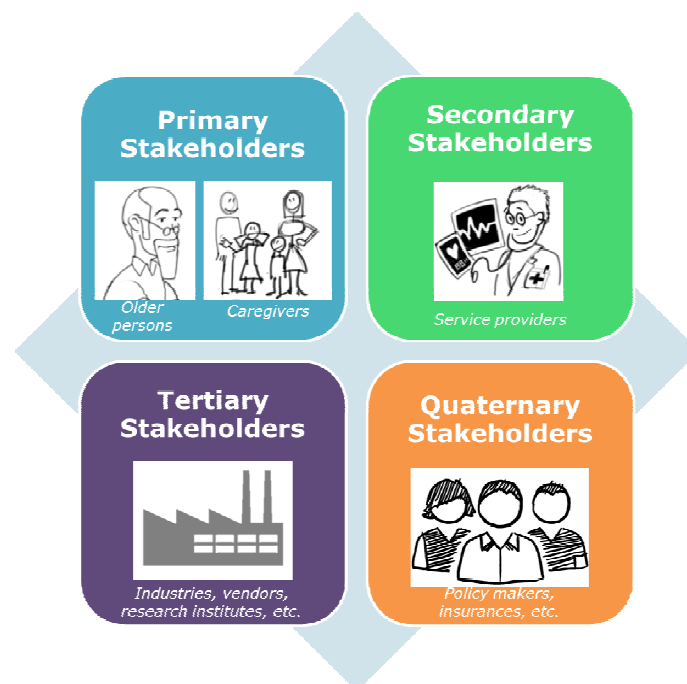 Primary
Stakeholders
Older
persons
Caregivers
Secondary
Stakeholders
Service providers
Tertiary
Stakeholders
Industries, vendors,
research institutes, etc.
Quaternary
Stakeholders
Policy makers,
insurances, etc.